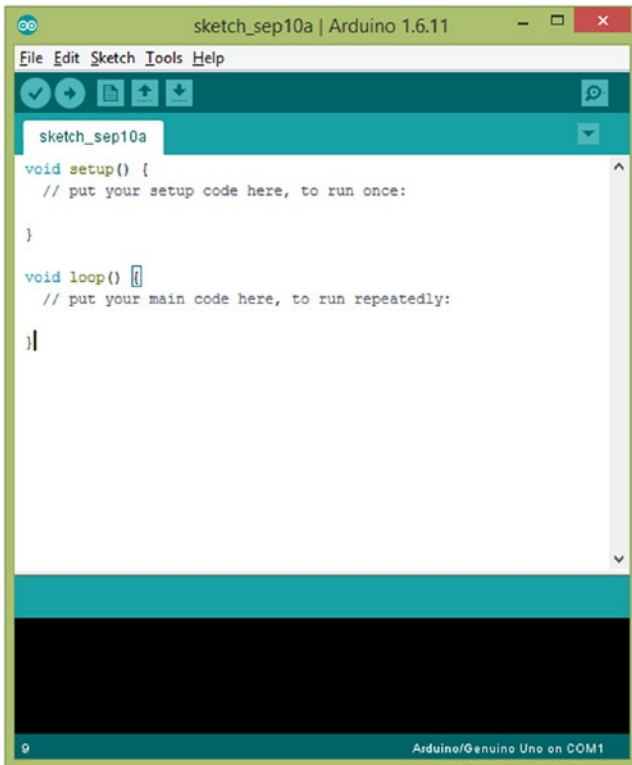 sketch_sep10a | Arduino 1.6.11
File Edit Sketch Tools Help
sketch_sep10a
void setup() {
  // put your setup code here, to run once:
}
void loop() {
  // put your main code here, to run repeatedly:
}
9 Arduino/Genuino Uno on COM1